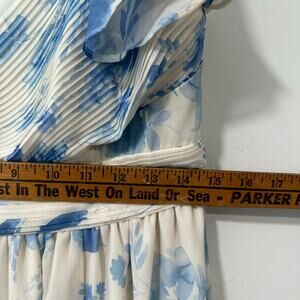 9 10 11 12 13 14 15 16 17
st In The West On Land Or Sea - PARKER